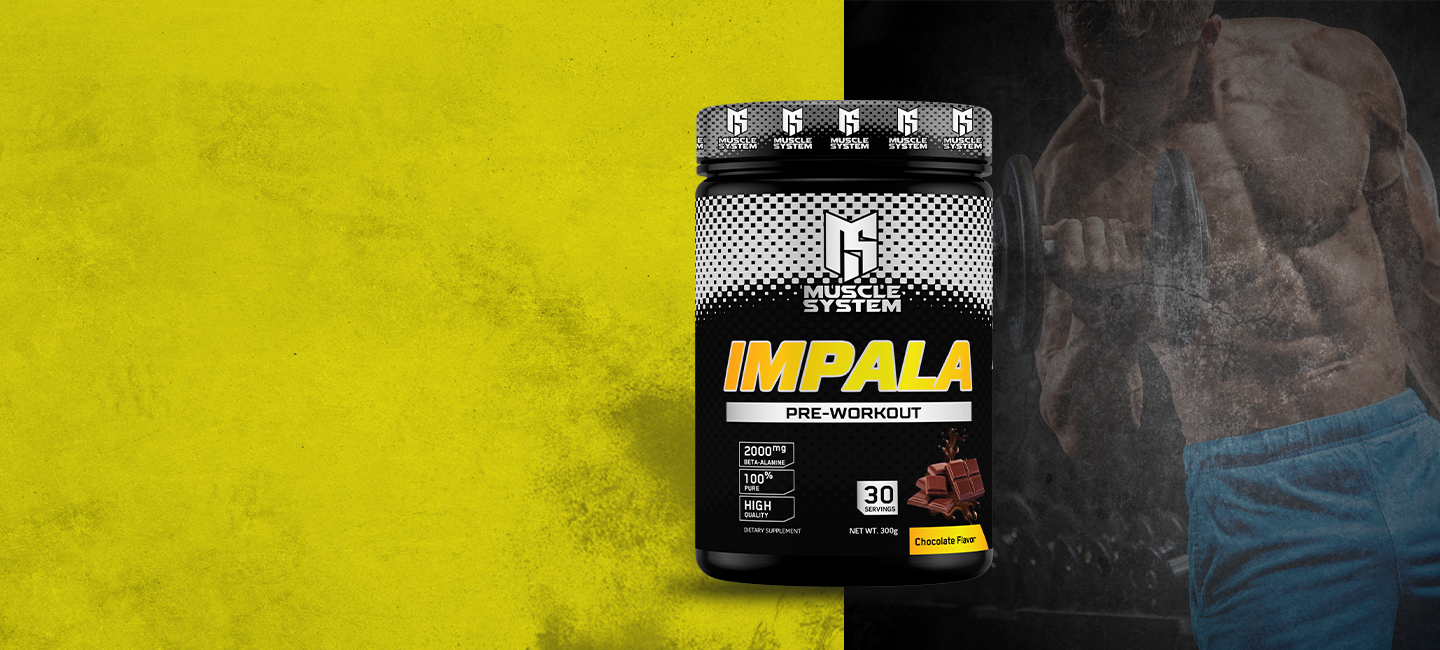 MUSCLE SYSTEM
MUSCLE SYSTEM
MUSCLE SYSTEM
MUSCLE SYSTEM
MUSCLE SYSTEM
MUSCLE
SYSTEM
IMPALA
PRE-WORKOUT
2000mg
BETA-ALANINE
100%
PURE
HIGH
QUALITY
DIETARY SUPPLEMENT
30
SERVINGS
NET WT. 300g
Chocolate Flavor